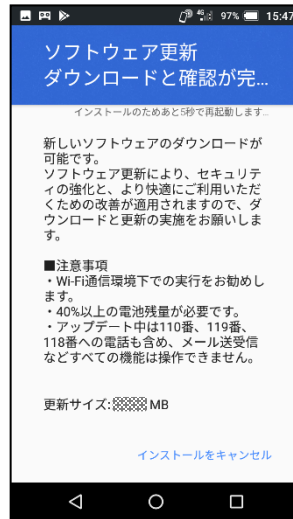 4G 97% 15:47
ソフトウェア更新
ダウンロードと確認が完...
インストールのためあと5秒で再起動します...
新しいソフトウェアのダウンロードが
可能です。
ソフトウェア更新により、セキュリテ
ィの強化と、より快適にご利用いただ
くための改善が適用されますので、ダ
ウンロードと更新の実施をお願いしま
す。
■注意事項
・Wi-Fi通信環境下での実行をお勧めし
ます。
・40%以上の電池残量が必要です。
・アップデート中は110番、119番、
118番への電話も含め、メール送受信
などすべての機能は操作できません。
更新サイズ: MB
インストールをキャンセル